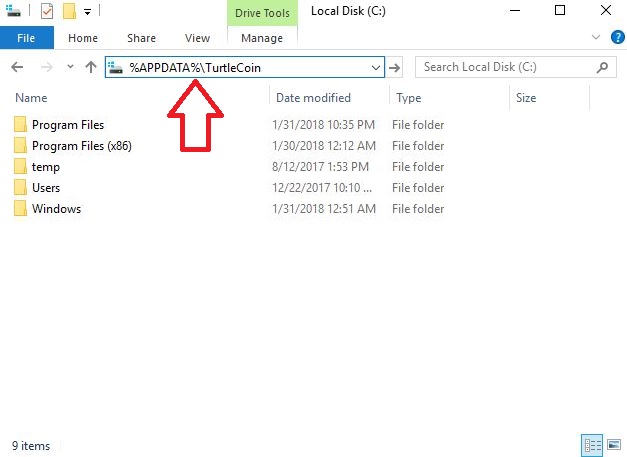 Drive Tools Local Disk (C:)
File Home Share View Manage
%APPDATA%\TurtleCoin Search Local Disk (C:)
Name Date modified Type Size
Program Files 1/31/2018 10:35 PM File folder
Program Files (x86) 1/30/2018 12:12 AM File folder
temp 8/12/2017 1:53 PM File folder
Users 12/22/2017 10:10 ... File folder
Windows 1/31/2018 12:51 AM File folder
9 items